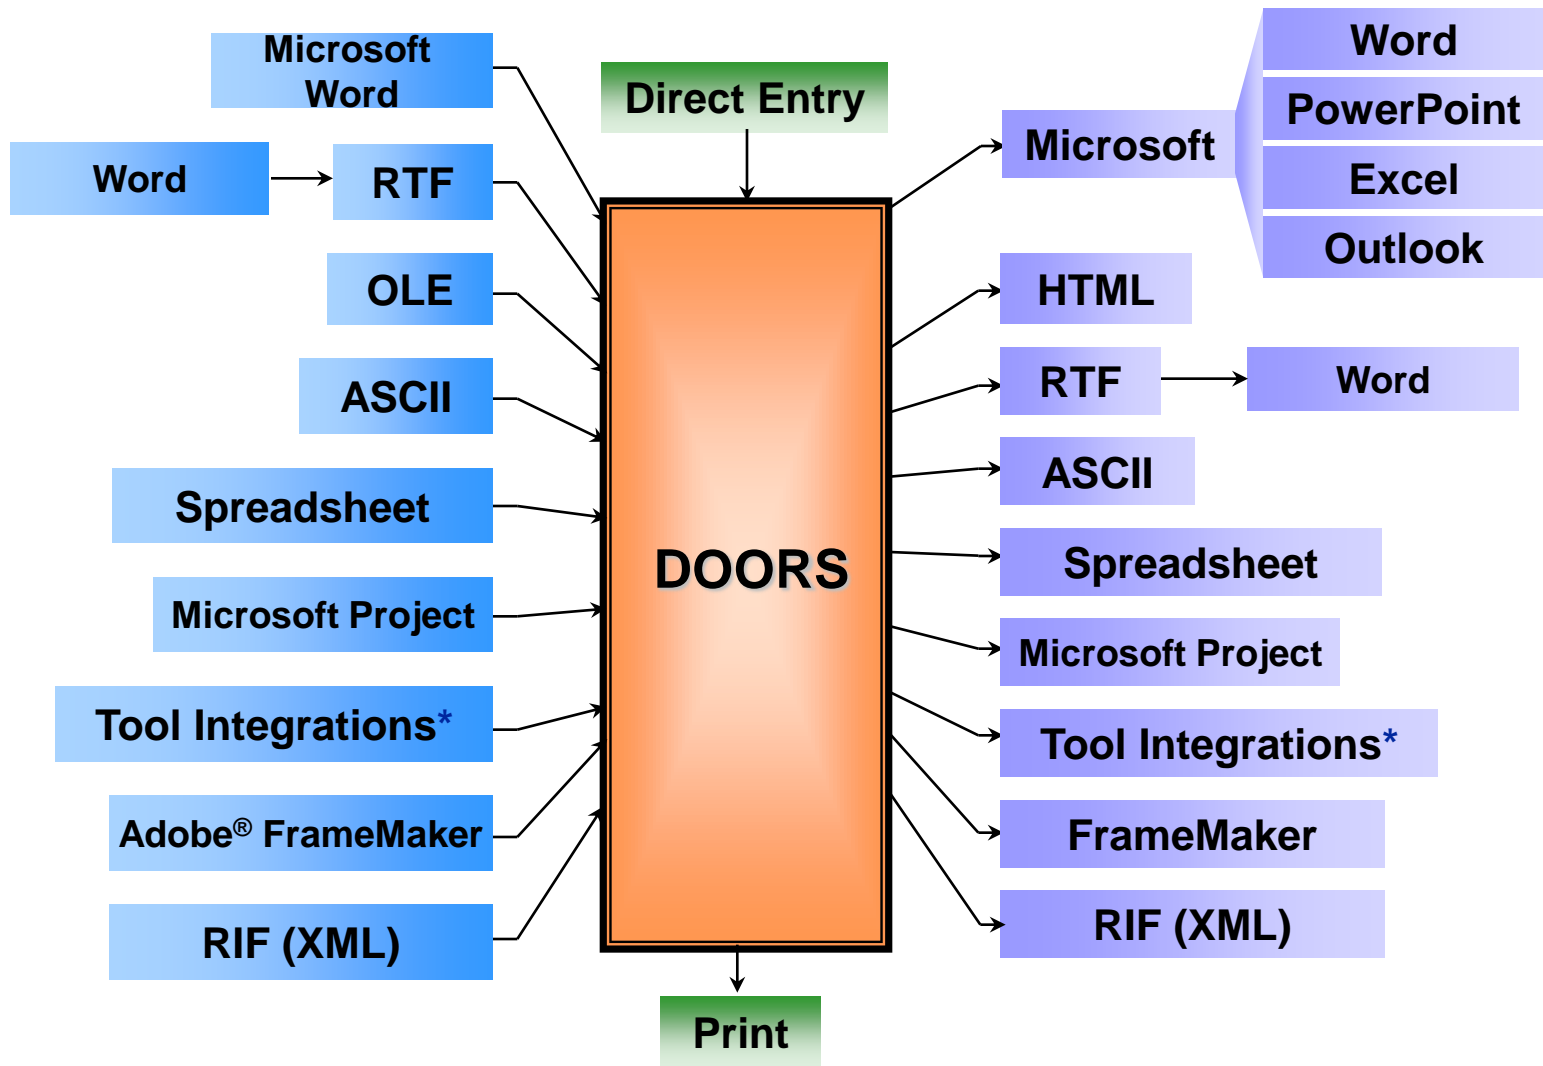 Microsoft
Word
Word
RTF
OLE
ASCII
Spreadsheet
Microsoft Project
Tool Integrations*
Adobe® FrameMaker
RIF (XML)
Direct Entry
DOORS
Print
Microsoft
Word
PowerPoint
Excel
Outlook
HTML
RTF
Word
ASCII
Spreadsheet
Microsoft Project
Tool Integrations*
FrameMaker
RIF (XML)